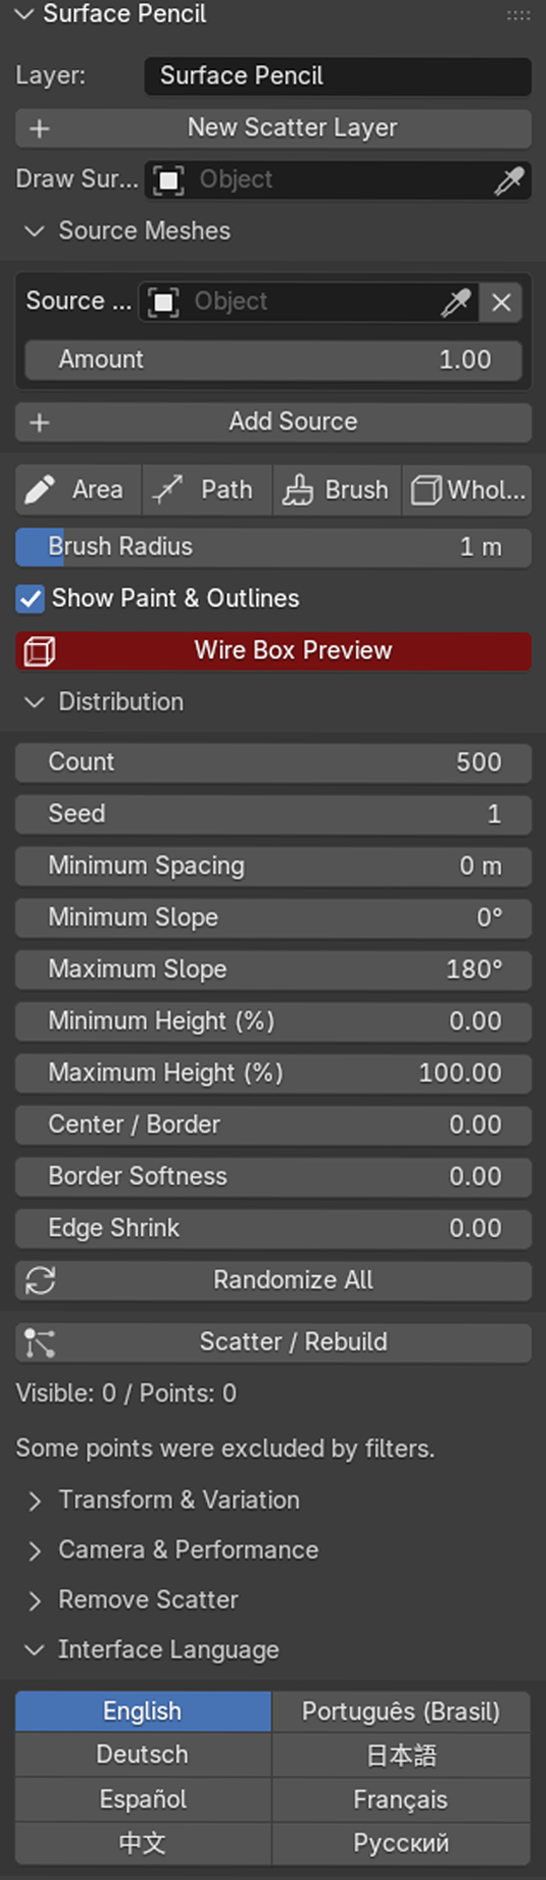 Surface Pencil
Layer: Surface Pencil
New Scatter Layer
Draw Sur... Object
Source Meshes
Source ... Object
Amount 1.00
Add Source
Area Path Brush Whol...
Brush Radius 1 m
Show Paint & Outlines
Wire Box Preview
Distribution
Count 500
Seed 1
Minimum Spacing 0 m
Minimum Slope 0°
Maximum Slope 180°
Minimum Height (%) 0.00
Maximum Height (%) 100.00
Center / Border 0.00
Border Softness 0.00
Edge Shrink 0.00
Randomize All
Scatter / Rebuild
Visible: 0 / Points: 0
Some points were excluded by filters.
Transform & Variation
Camera & Performance
Remove Scatter
Interface Language
English Português (Brasil)
Deutsch 日本語
Español Français
中文 Русский